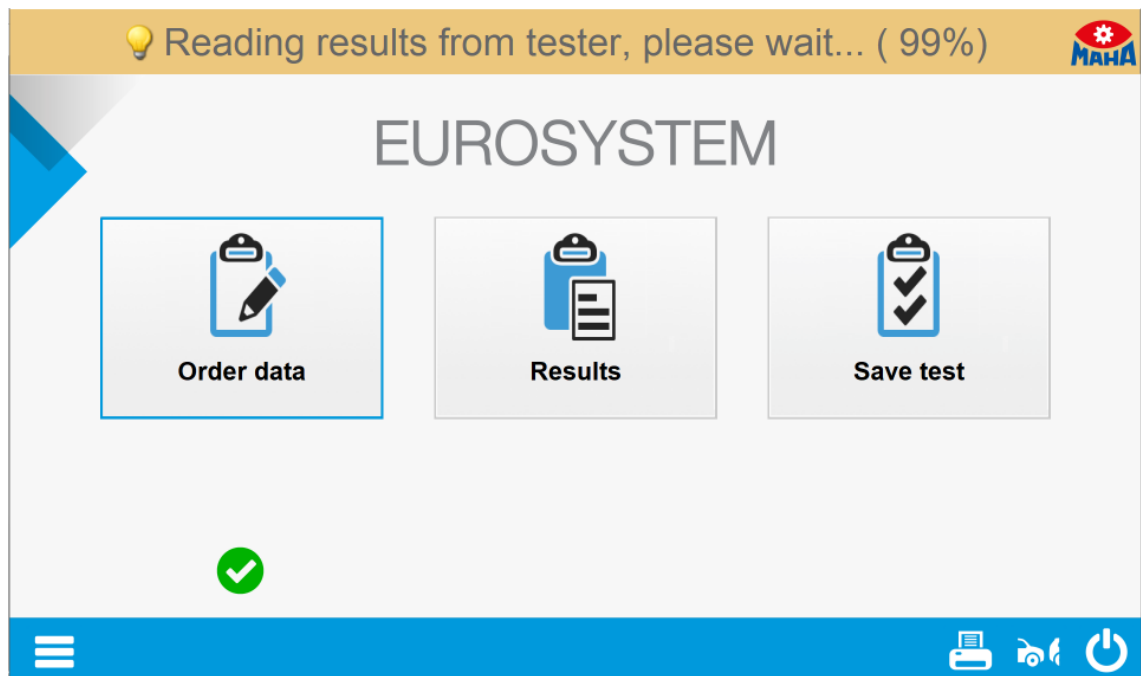 Reading results from tester, please wait... ( 99%)
MAHA
EUROSYSTEM
Order data
Results
Save test